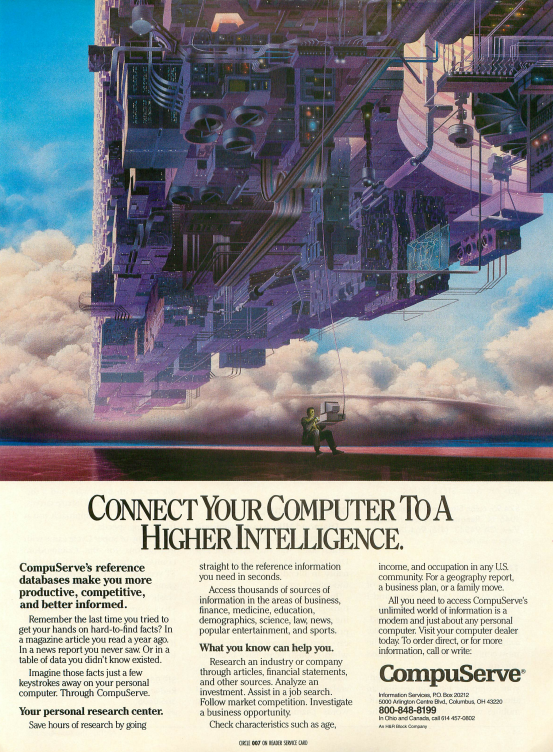 CONNECT YOUR COMPUTER TO A
HIGHER INTELLIGENCE.
CompuServe's reference
databases make you more
productive, competitive,
and better informed.
Remember the last time you tried to
get your hands on hard-to-find facts? In
a magazine article you read a year ago.
In a news report you never saw. Or in a
table of data you didn't know existed.
Imagine those facts just a few
keystrokes away on your personal
computer. Through CompuServe.
Your personal research center.
Save hours of research by going
straight to the reference information
you need in seconds.
Access thousands of sources of
information in the areas of business,
finance, medicine, education,
demographics, science, law, news,
popular entertainment, and sports.
What you know can help you.
Research an industry or company
through articles, financial statements,
and other sources. Analyze an
investment. Assist in a job search.
Follow market competition. Investigate
a business opportunity.
Check characteristics such as age,
income, and occupation in any U.S.
community. For a geography report,
a business plan, or a family move.
All you need to access CompuServe's
unlimited world of information is a
modem and just about any personal
computer. Visit your computer dealer
today. To order direct, or for more
information, call or write:
CompuServe®
Information Services, P.O. Box 20212
5000 Arlington Centre Blvd., Columbus, OH 43220
800-848-8199
In Ohio and Canada, call 614 457-0802
An H&R Block Company
CIRCLE 007 ON READER SERVICE CARD